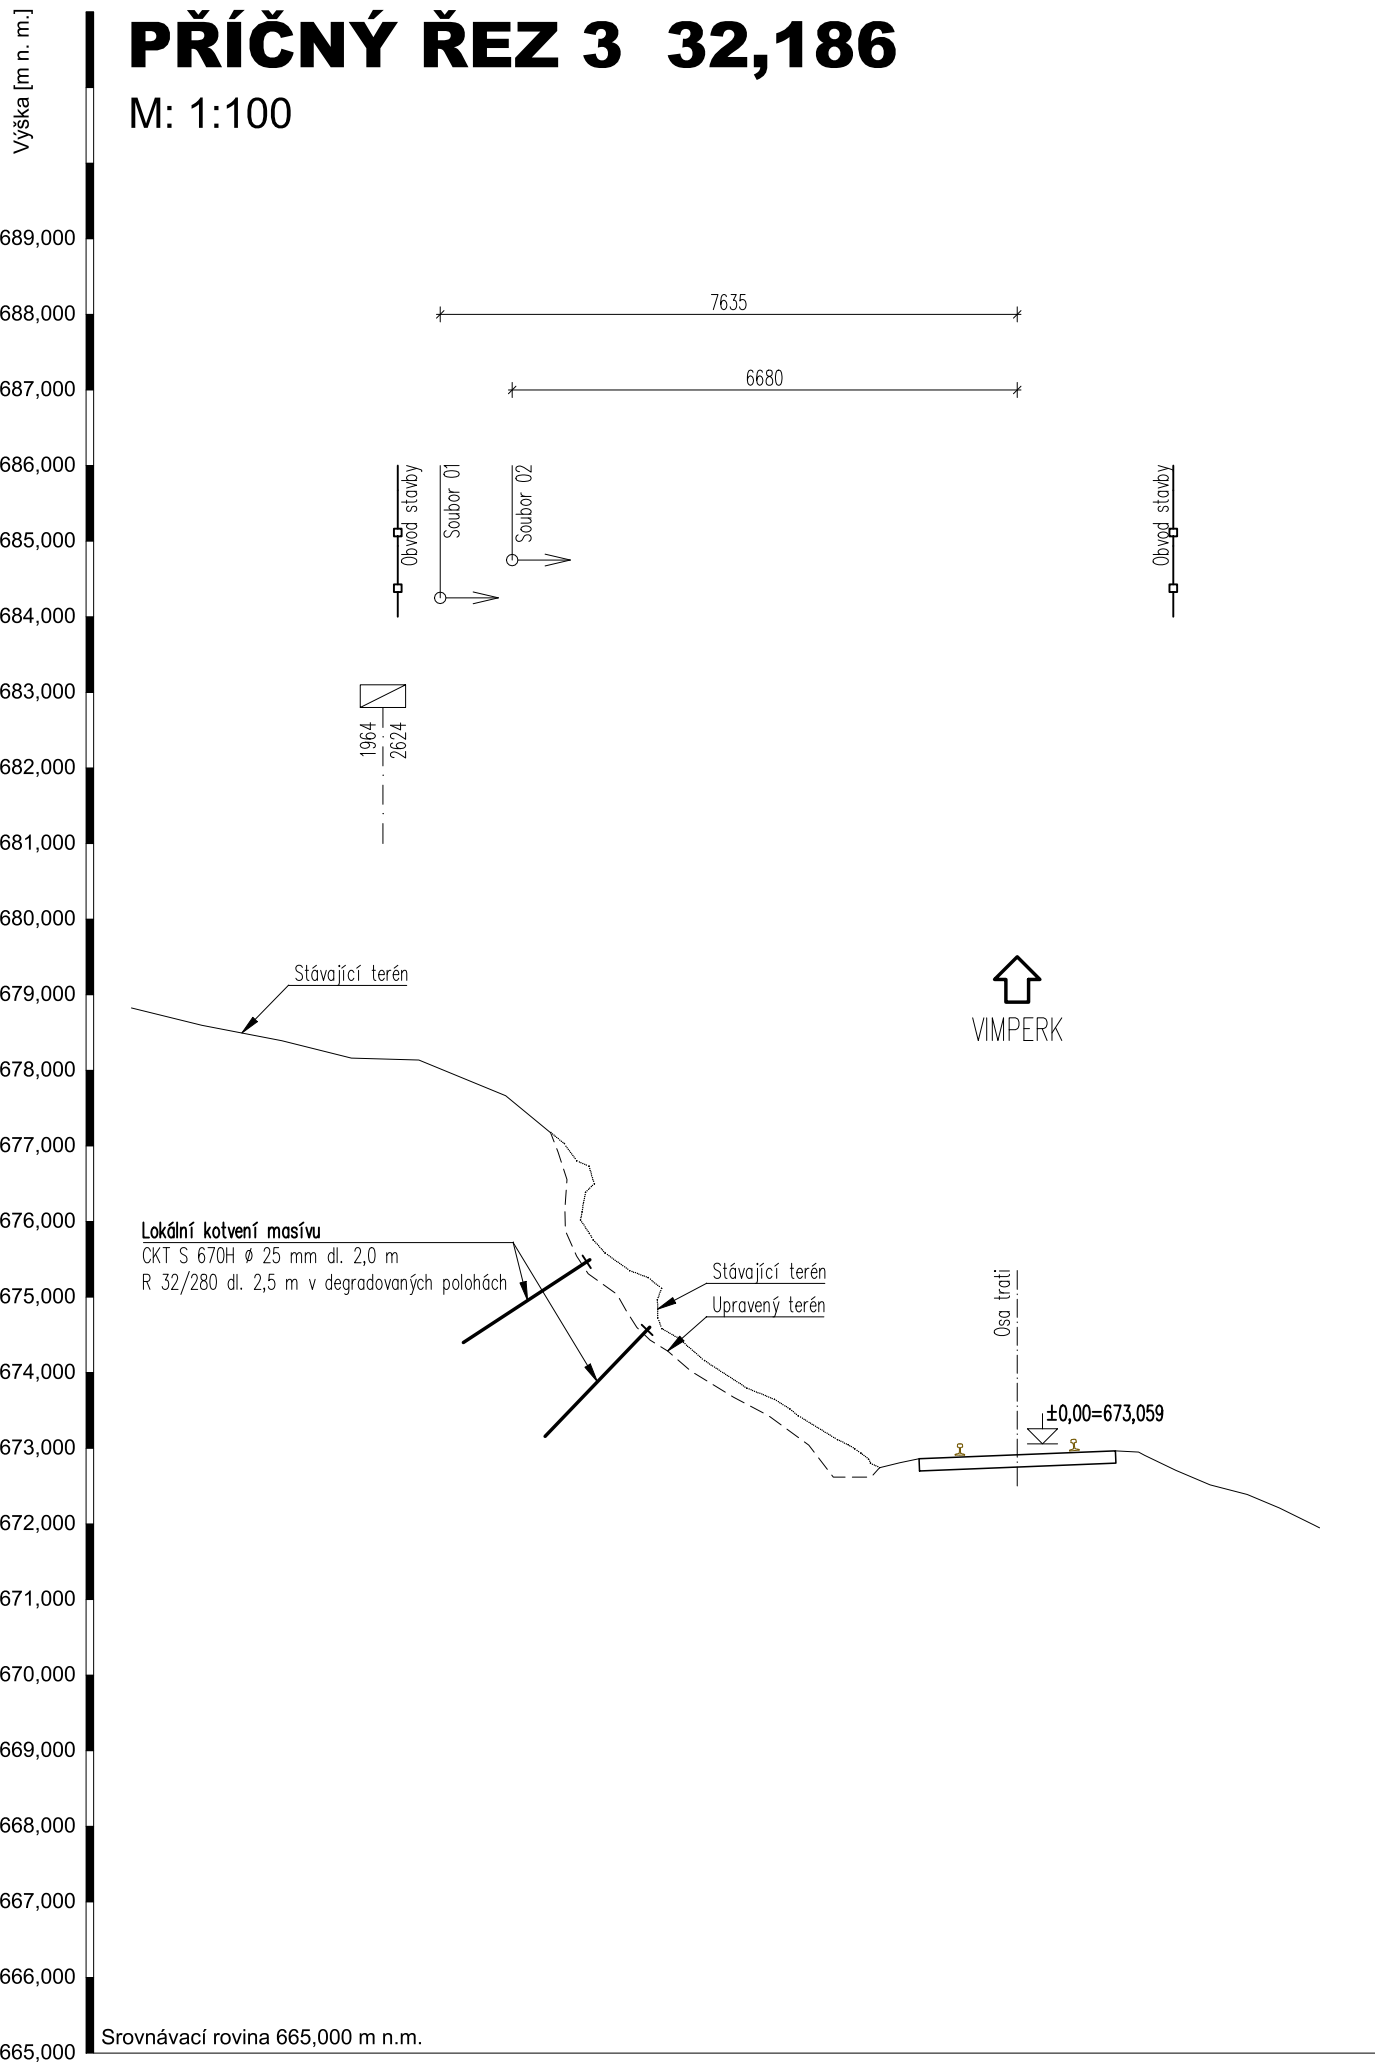 Výška [m n. m.]
PŘÍČNÝ ŘEZ 3 32,186
M: 1:100
689,000
688,000
7635
687,000
6680
686,000
Obvod stavby
Soubor 01
Soubor 02
Obvod stavby
685,000
684,000
683,000
1964
2624
682,000
681,000
680,000
Stávající terén
679,000
VIMPERK
678,000
677,000
676,000
Lokální kotvení masívu
CKT S 670H ø 25 mm dl. 2,0 m
R 32/280 dl. 2,5 m v degradovaných polohách
Stávající terén
675,000
Upravený terén
Osa trati
674,000
±0,00=673,059
673,000
672,000
671,000
670,000
669,000
668,000
667,000
666,000
Srovnávací rovina 665,000 m n.m.
665,000